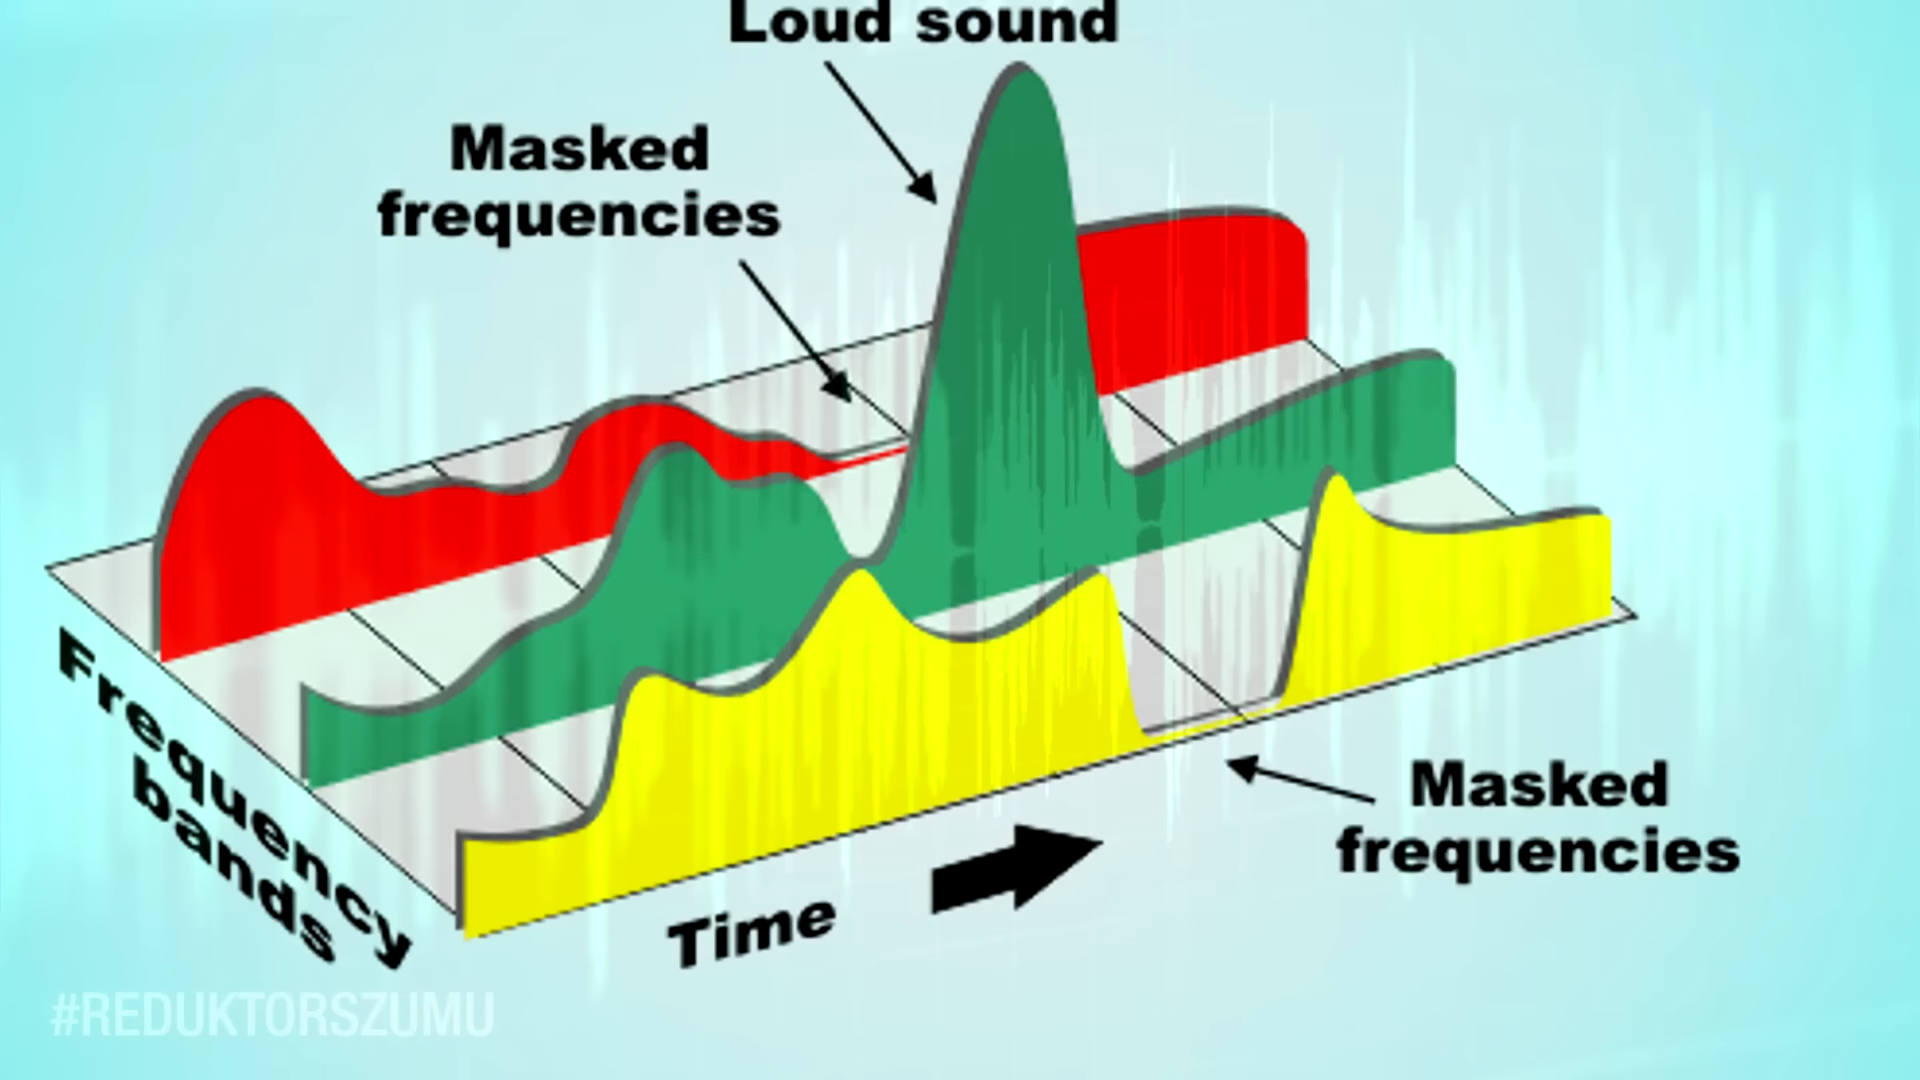 Loud sound
Masked
frequencies
Frequency
bands
Time
Masked
frequencies
#REDUKTORSZUMU